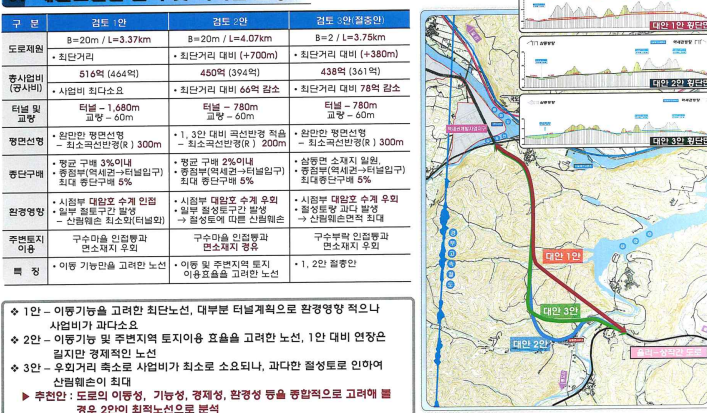 구 분 검토 1안 검토 2안 검토 3안(절충안)
도로제원 B=20m / L=3.37km B=20m / L=4.07km B=2 / L=3.75km
• 최단거리 • 최단거리 대비 (+700m) • 최단거리 대비 (+380m)
총사업비 (공사비) 516억 (464억) 450억 (394억) 438억 (361억)
• 사업비 최다소요 • 최단거리 대비 66억 감소 • 최단거리 대비 78억 감소
터널 및 교량 터널 – 1,680m 터널 – 780m 터널 – 780m
교량 – 60m 교량 – 60m 교량 – 60m
평면선형 • 완만한 평면선형 • 1, 3안 대비 곡선반경 적음 • 완만한 평면선형
– 최소곡선반경(R) 300m – 최소곡선반경(R) 200m – 최소곡선반경(R) 300m
종단구배 • 평균 구배 3%이내 • 평균 구배 2%이내 • 삼동면 소재지 일원,
• 종점부(역세권→터널입구) • 종점부(역세권→터널입구) 종점부(역세권→터널입구)
최대 종단구배 5% 최대 종단구배 5% 최대종단구배 5%
환경영향 • 시점부 대암호 수계 인접 • 시점부 대암호 수계 우회 • 시점부 대암호 수계 우회
• 일부 절토구간 발생 • 일부 절성토구간 발생 • 절성토량 과다 발생
– 산림훼손 최소화(터널화) → 절성토에 따른 산림훼손 → 산림훼손면적 최대
주변토지 이용 구수마을 인접통과 구수마을 인접통과 구수부락 인접통과
면소재지 우회 면소재지 경유 면소재지 우회
특 징 • 이동 기능만을 고려한 노선 • 이동 및 주변지역 토지 • 1, 2안 절충안
이용효율을 고려한 노선
❖ 1안 – 이동기능을 고려한 최단노선, 대부분 터널계획으로 환경영향 적으나
사업비가 과다소요
❖ 2안 – 이동기능 및 주변지역 토지이용 효율을 고려한 노선, 1안 대비 연장은
길지만 경제적인 노선
❖ 3안 – 우회거리 축소로 사업비가 최소로 소요되나, 과다한 절성토로 인하여
산림훼손이 최대
▶ 추천안 : 도로의 이동성, 기능성, 경제성, 환경성 등을 종합적으로 고려해 볼
경우 2안이 최적노선으로 분석
대안 1안 횡단면
대안 2안 횡단면
대안 3안 횡단면
대안 1안
대안 3안
대안 2안